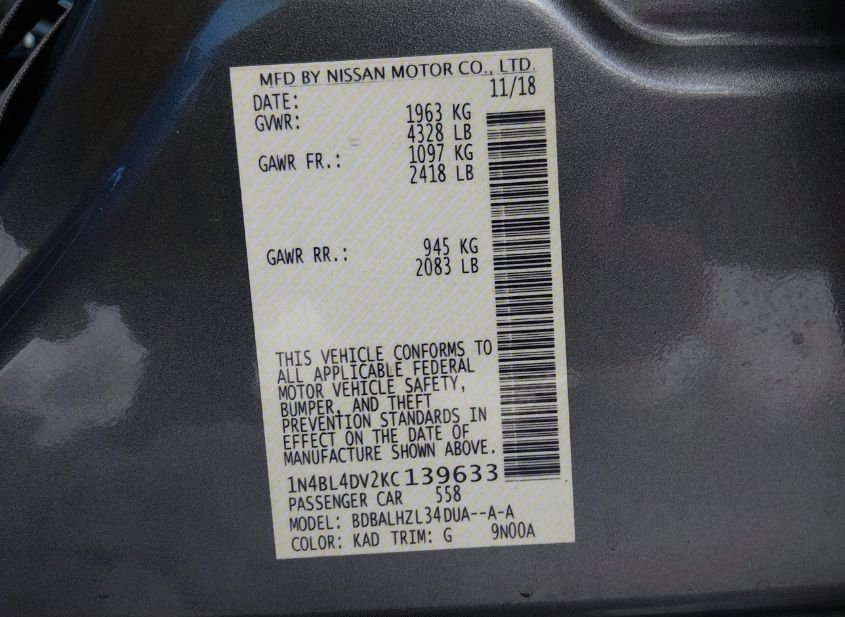 MFD BY NISSAN MOTOR CO., LTD.
DATE: 11/18
GVWR: 1963 KG
4328 LB
GAWR FR.: 1097 KG
2418 LB
GAWR RR.: 945 KG
2083 LB
THIS VEHICLE CONFORMS TO
ALL APPLICABLE FEDERAL
MOTOR VEHICLE SAFETY,
BUMPER, AND THEFT
PREVENTION STANDARDS IN
EFFECT ON THE DATE OF
MANUFACTURE SHOWN ABOVE.
1N4BL4DV2KC139633
PASSENGER CAR 558
MODEL: BDBALHZL34DUA--A-A
COLOR: KAD TRIM: G 9N00A